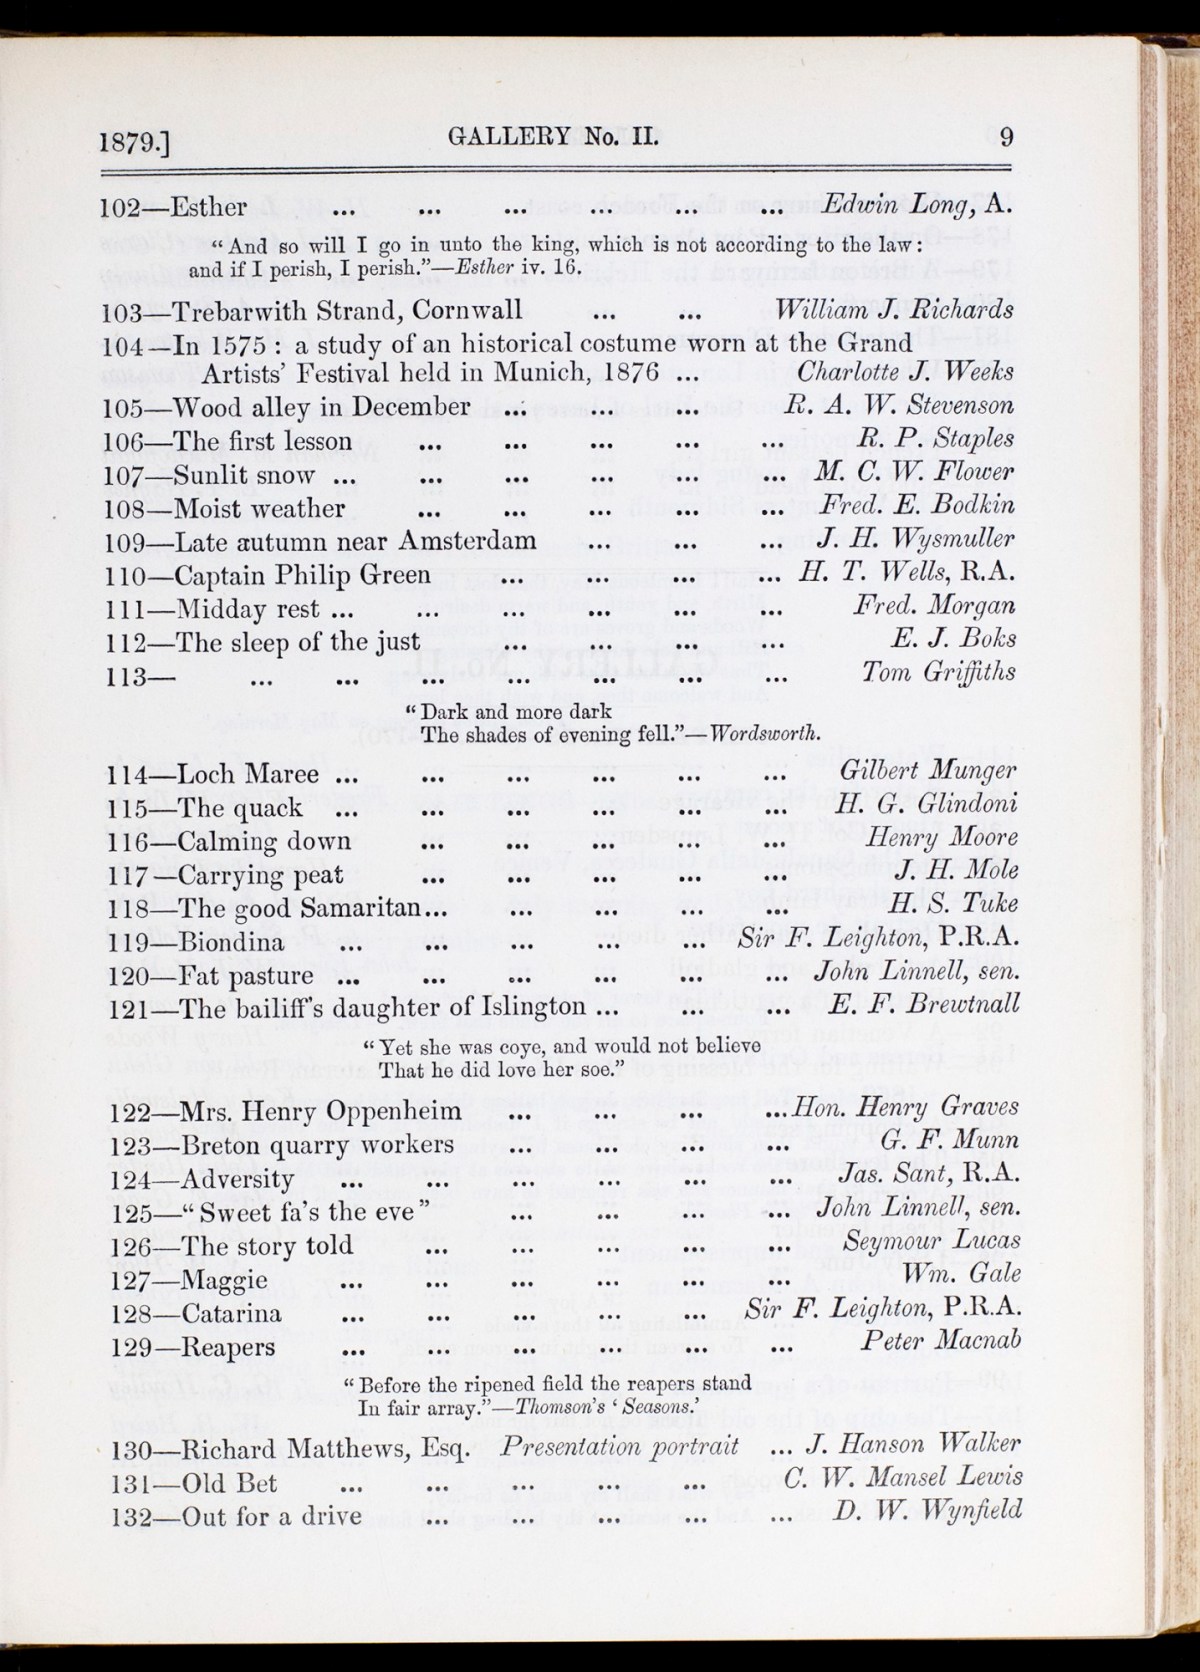 1879.] GALLERY No. II. 9
102—Esther ... ... ... ... ... ... Edwin Long, A.
“And so will I go in unto the king, which is not according to the law:
and if I perish, I perish.”—Esther iv. 16.
103—Trebarwith Strand, Cornwall ... ... William J. Richards
104—In 1575: a study of an historical costume worn at the Grand
Artists’ Festival held in Munich, 1876 ... Charlotte J. Weeks
105—Wood alley in December ... ... ... R. A. W. Stevenson
106—The first lesson ... ... ... ... ... R. P. Staples
107—Sunlit snow ... ... ... ... ... ... M. C. W. Flower
108—Moist weather ... ... ... ... ... Fred. E. Bodkin
109—Late autumn near Amsterdam ... ... ... J. H. Wysmuller
110—Captain Philip Green ... ... ... ... H. T. Wells, R.A.
111—Midday rest ... ... ... ... ... ... Fred. Morgan
112—The sleep of the just ... ... ... ... E. J. Boks
113— ... ... ... ... ... ... ... Tom Griffiths
“Dark and more dark
The shades of evening fell.”—Wordsworth.
114—Loch Maree ... ... ... ... ... ... Gilbert Munger
115—The quack ... ... ... ... ... ... H. G. Glindoni
116—Calming down ... ... ... ... ... Henry Moore
117—Carrying peat ... ... ... ... ... J. H. Mole
118—The good Samaritan... ... ... ... ... H. S. Tuke
119—Biondina ... ... ... ... ... Sir F. Leighton, P.R.A.
120—Fat pasture ... ... ... ... ... ... John Linnell, sen.
121—The bailiff’s daughter of Islington ... ... ... E. F. Brewtnall
“Yet she was coye, and would not believe
That he did love her soe.”
122—Mrs. Henry Oppenheim ... ... ... ... Hon. Henry Graves
123—Breton quarry workers ... ... ... ... G. F. Munn
124—Adversity ... ... ... ... ... ... Jas. Sant, R.A.
125—“Sweet fa’s the eve” ... ... ... ... John Linnell, sen.
126—The story told ... ... ... ... ... Seymour Lucas
127—Maggie ... ... ... ... ... ... Wm. Gale
128—Catarina ... ... ... ... ... Sir F. Leighton, P.R.A.
129—Reapers ... ... ... ... ... ... Peter Macnab
“Before the ripened field the reapers stand
In fair array.”—Thomson’s ‘Seasons.’
130—Richard Matthews, Esq. Presentation portrait ... J. Hanson Walker
131—Old Bet ... ... ... ... ... C. W. Mansel Lewis
132—Out for a drive ... ... ... ... ... D. W. Wynfield